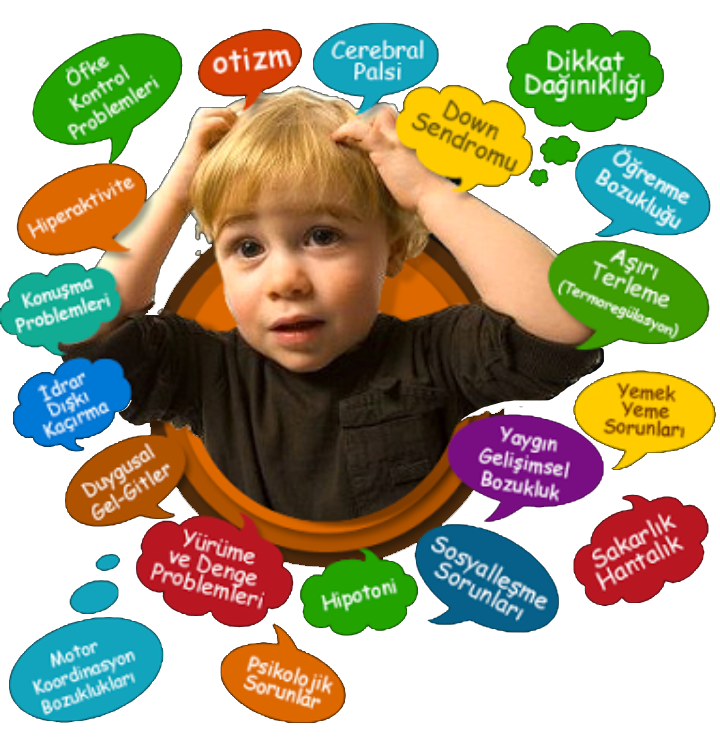 Öfke
Kontrol
Problemleri
otizm
Cerebral
Palsi
Dikkat
Dağınıklığı
Down
Sendromu
Öğrenme
Bozukluğu
Hiperaktivite
Aşırı
Terleme
(Termoregülasyon)
Konuşma
Problemleri
İdrar
Dışkı
Kaçırma
Yemek
Yeme
Sorunları
Duygusal
Gel-Gitler
Yaygın
Gelişimsel
Bozukluk
Yürüme
ve Denge
Problemleri
Hipotoni
Sosyalleşme
Sorunları
Sakarlık
Hantalık
Motor
Koordinasyon
Bozuklukları
Psikolojik
Sorunlar